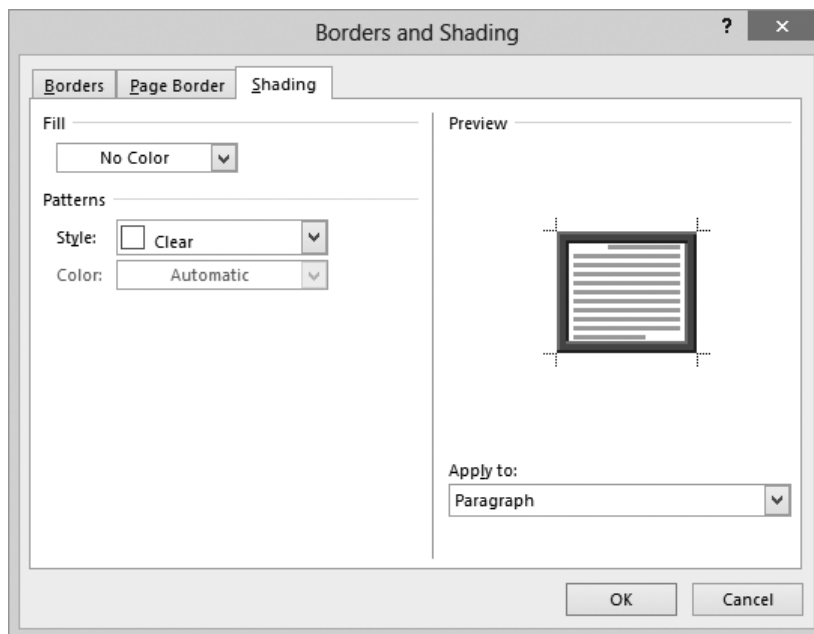 Borders and Shading
?
Borders Page Border Shading
Fill
No Color
Patterns
Style: Clear
Color: Automatic
Preview
Apply to:
Paragraph
OK Cancel